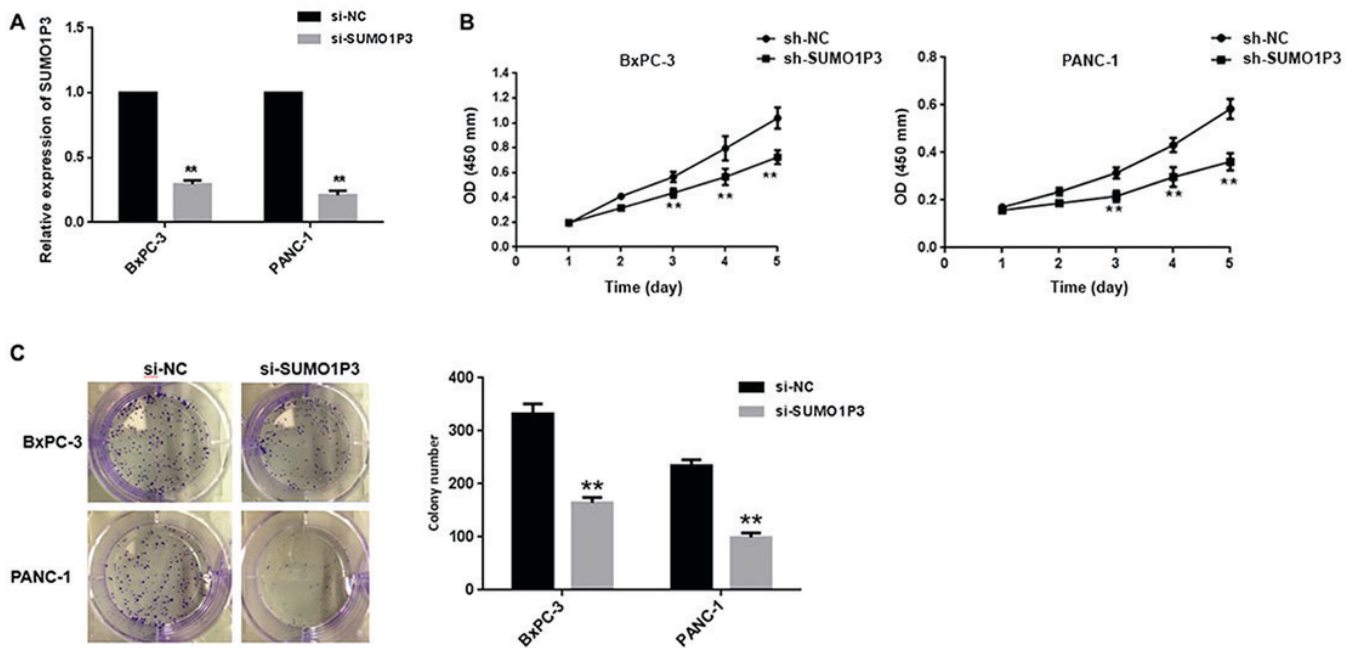 A
si-NC
si-SUMO1P3
Relative expression of SUMO1P3
1.5
1.0
0.5
0.0
**
**
BxPC-3
PANC-1
B
BxPC-3
sh-NC
sh-SUMO1P3
OD (450 mm)
1.4
1.2
1.0
0.8
0.6
0.4
0.2
0.0
**
**
**
0 1 2 3 4 5
Time (day)
PANC-1
sh-NC
sh-SUMO1P3
OD (450 mm)
0.8
0.6
0.4
0.2
0.0
**
**
**
0 1 2 3 4 5
Time (day)
C
si-NC si-SUMO1P3
BxPC-3
PANC-1
si-NC
si-SUMO1P3
Colony number
400
300
200
100
0
**
**
BxPC-3
PANC-1